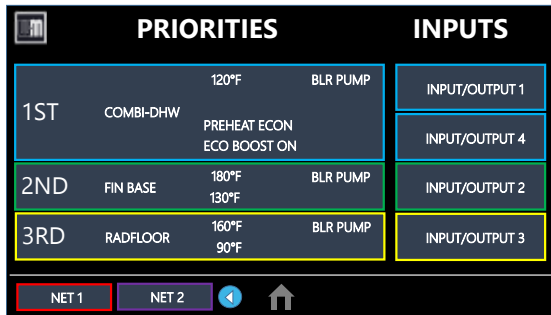 PRIORITIES INPUTS
1ST COMBI-DHW 120°F BLR PUMP
PREHEAT ECON
ECO BOOST ON
INPUT/OUTPUT 1
INPUT/OUTPUT 4
2ND FIN BASE 180°F BLR PUMP
130°F
INPUT/OUTPUT 2
3RD RADFLOOR 160°F BLR PUMP
90°F
INPUT/OUTPUT 3
NET 1 NET 2